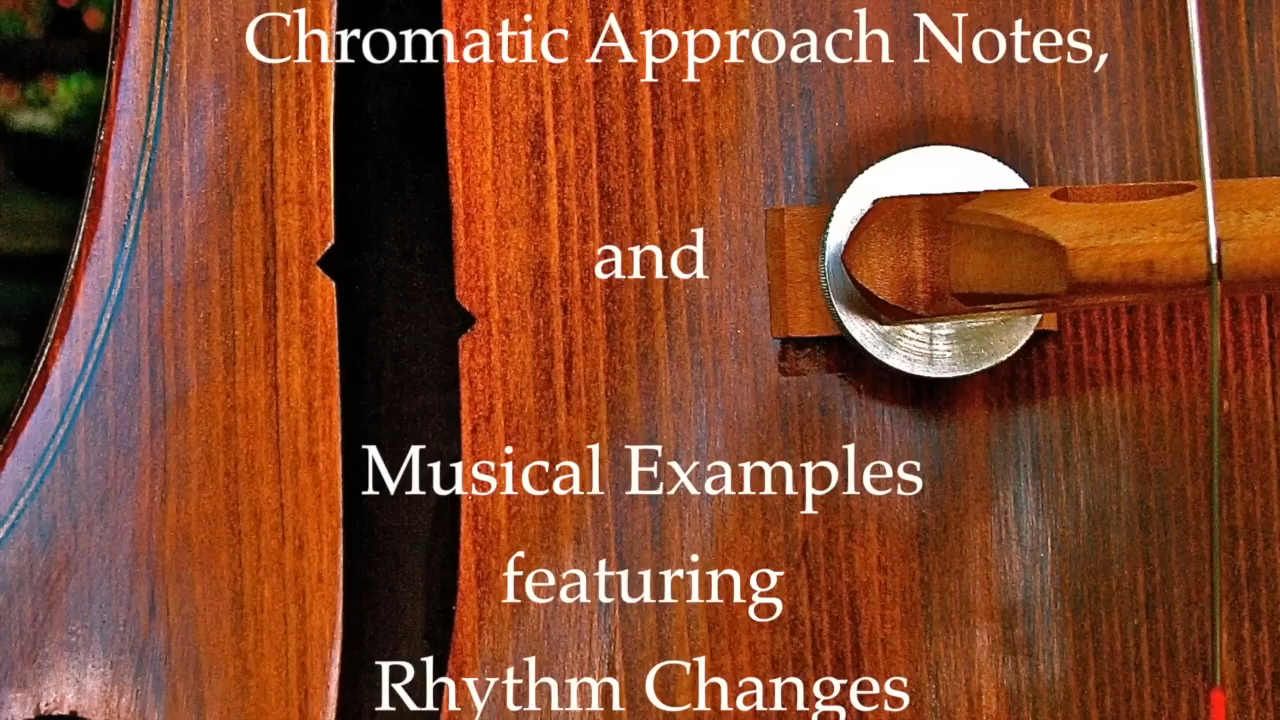 Chromatic Approach Notes,
and
Musical Examples
featuring
Rhythm Changes